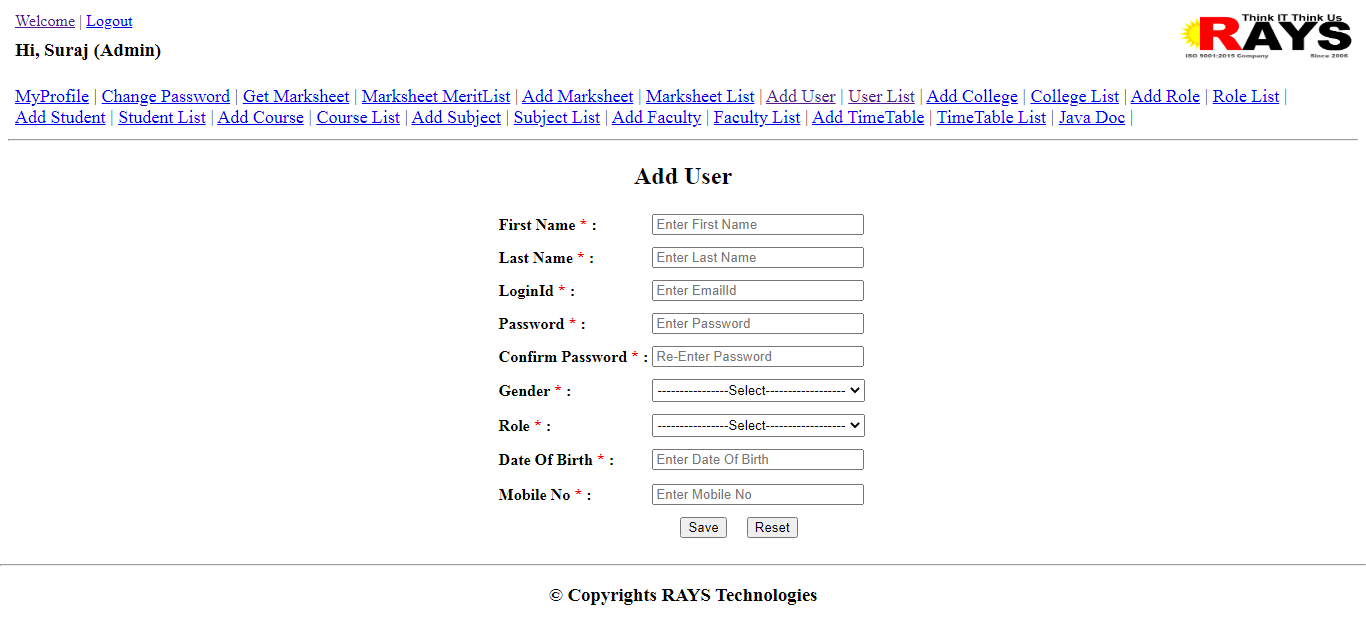 Welcome | Logout
Think IT Think Us
RAYS
ISO 9001:2015 Company Since 2006
Hi, Suraj (Admin)
MyProfile | Change Password | Get Marksheet | Marksheet MeritList | Add Marksheet | Marksheet List | Add User | User List | Add College | College List | Add Role | Role List |
Add Student | Student List | Add Course | Course List | Add Subject | Subject List | Add Faculty | Faculty List | Add TimeTable | TimeTable List | Java Doc |
Add User
First Name * : Enter First Name
Last Name * : Enter Last Name
LoginId * : Enter EmailId
Password * : Enter Password
Confirm Password * : Re-Enter Password
Gender * : ----------------Select------------------
Role * : ----------------Select------------------
Date Of Birth * : Enter Date Of Birth
Mobile No * : Enter Mobile No
Save Reset
© Copyrights RAYS Technologies